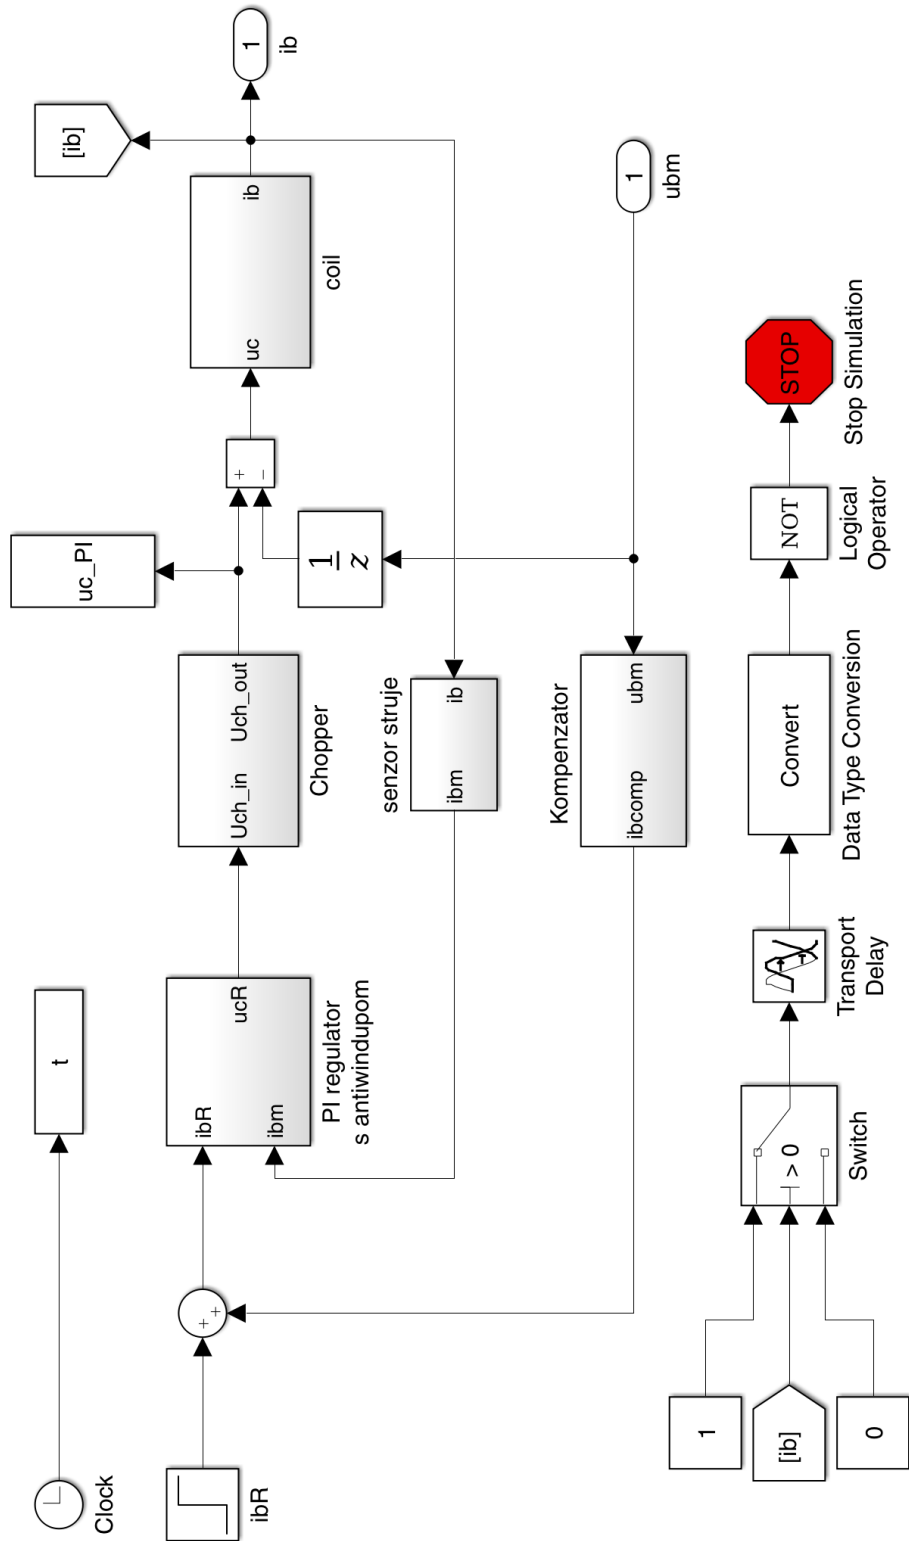 Clock
t
uc_PI
[ib]
ibR
+
+
ibR
ibm
ucR
PI regulator
s antiwindupom
Uch_in
Uch_out
Chopper
+
−
uc
ib
coil
1
ib
1
z
senzor struje
ibm
ib
Kompenzator
ibcomp
ubm
1
ubm
1
[ib]
0
> 0
Switch
Transport
Delay
Convert
Data Type Conversion
NOT
Logical
Operator
STOP
Stop Simulation